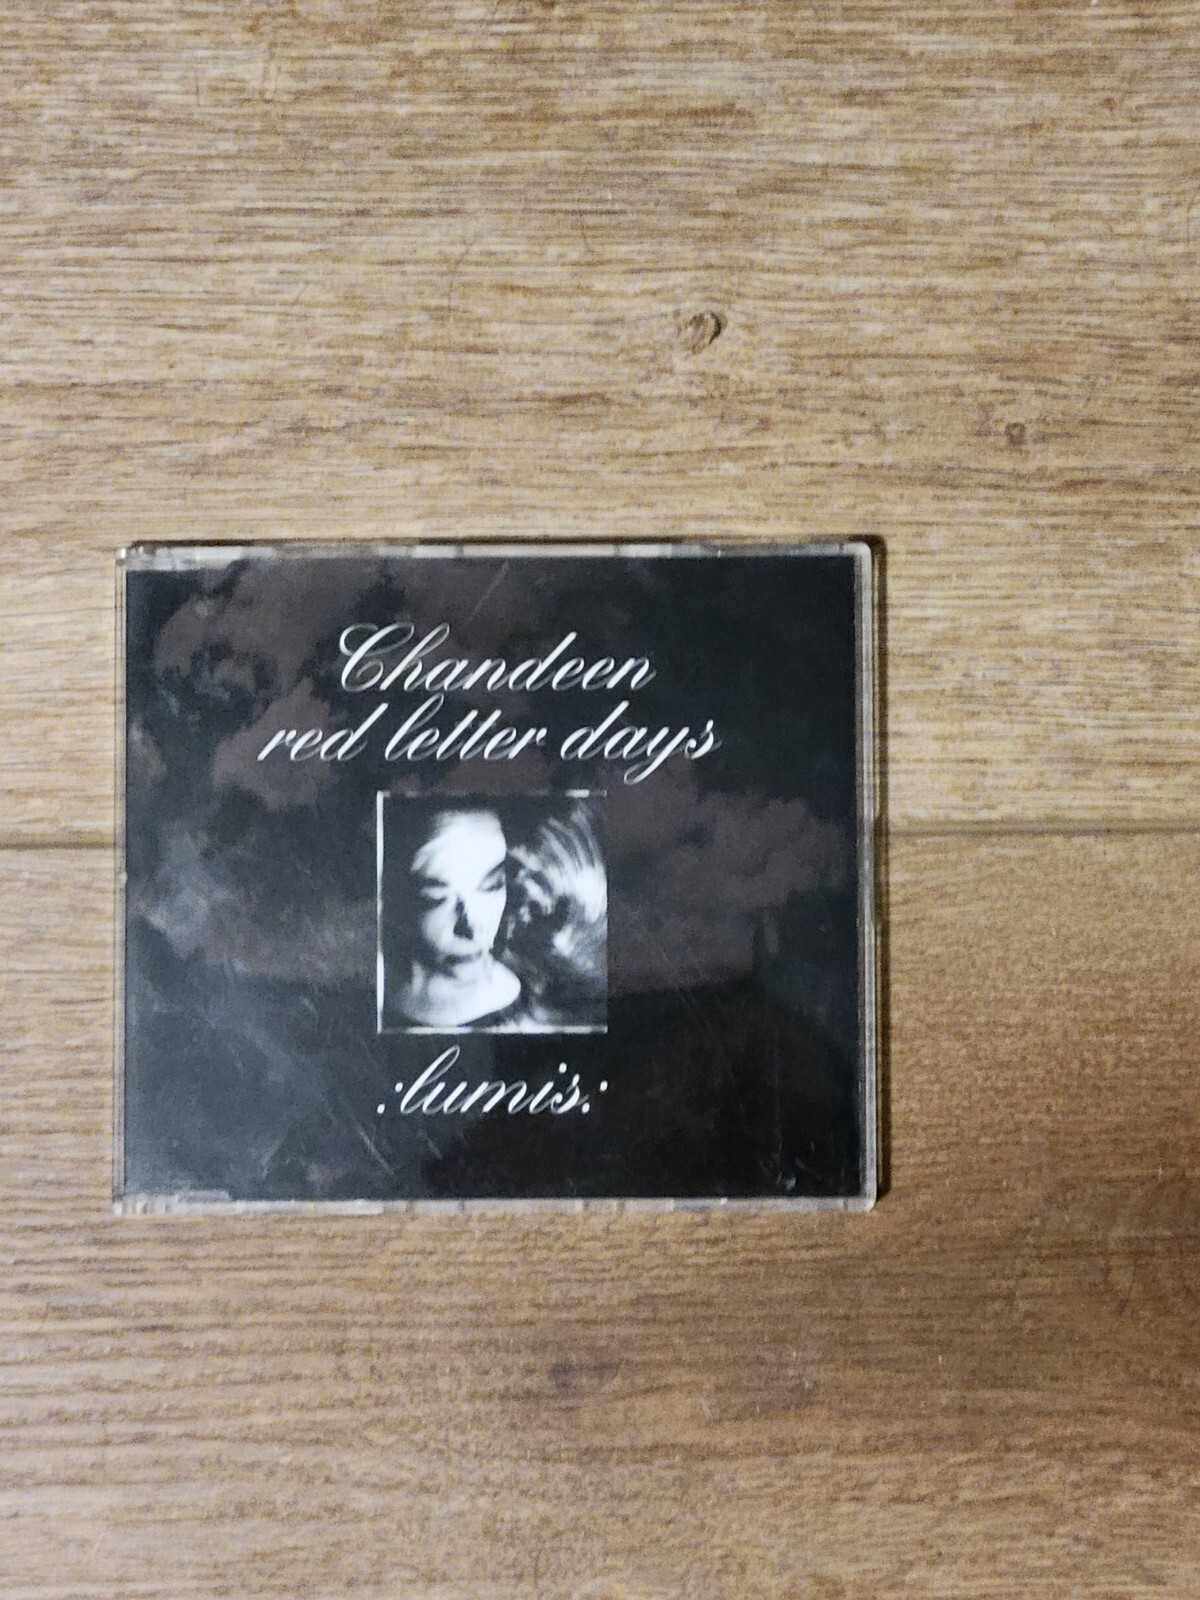 Chandeen
red letter days
:lumis: